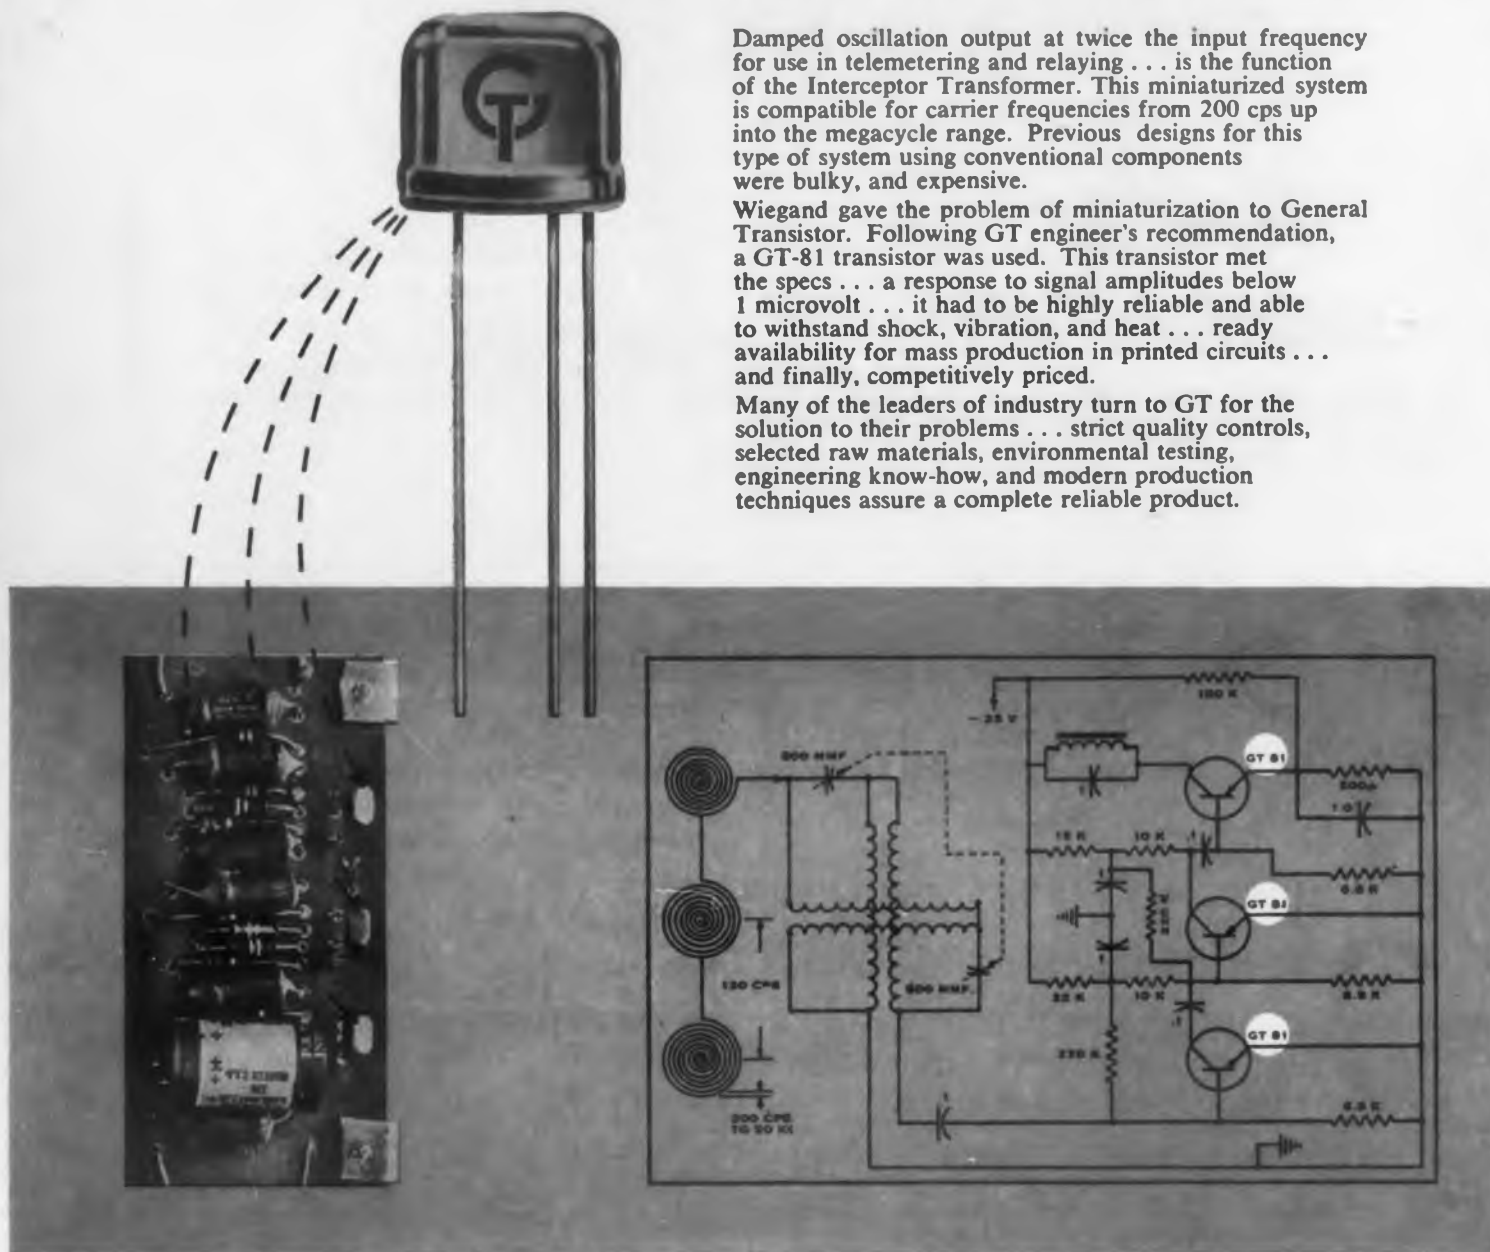 GT
Damped oscillation output at twice the input frequency
for use in telemetering and relaying . . . is the function
of the Interceptor Transformer. This miniaturized system
is compatible for carrier frequencies from 200 cps up
into the megacycle range. Previous designs for this
type of system using conventional components
were bulky, and expensive.
Wiegand gave the problem of miniaturization to General
Transistor. Following GT engineer's recommendation,
a GT-81 transistor was used. This transistor met
the specs . . . a response to signal amplitudes below
1 microvolt . . . it had to be highly reliable and able
to withstand shock, vibration, and heat . . . ready
availability for mass production in printed circuits . . .
and finally, competitively priced.
Many of the leaders of industry turn to GT for the
solution to their problems . . . strict quality controls,
selected raw materials, environmental testing,
engineering know-how, and modern production
techniques assure a complete reliable product.
100 K
- 25 V
GT 81
10 K
GT 81
220 K
10 K
GT 81
220 K
.1